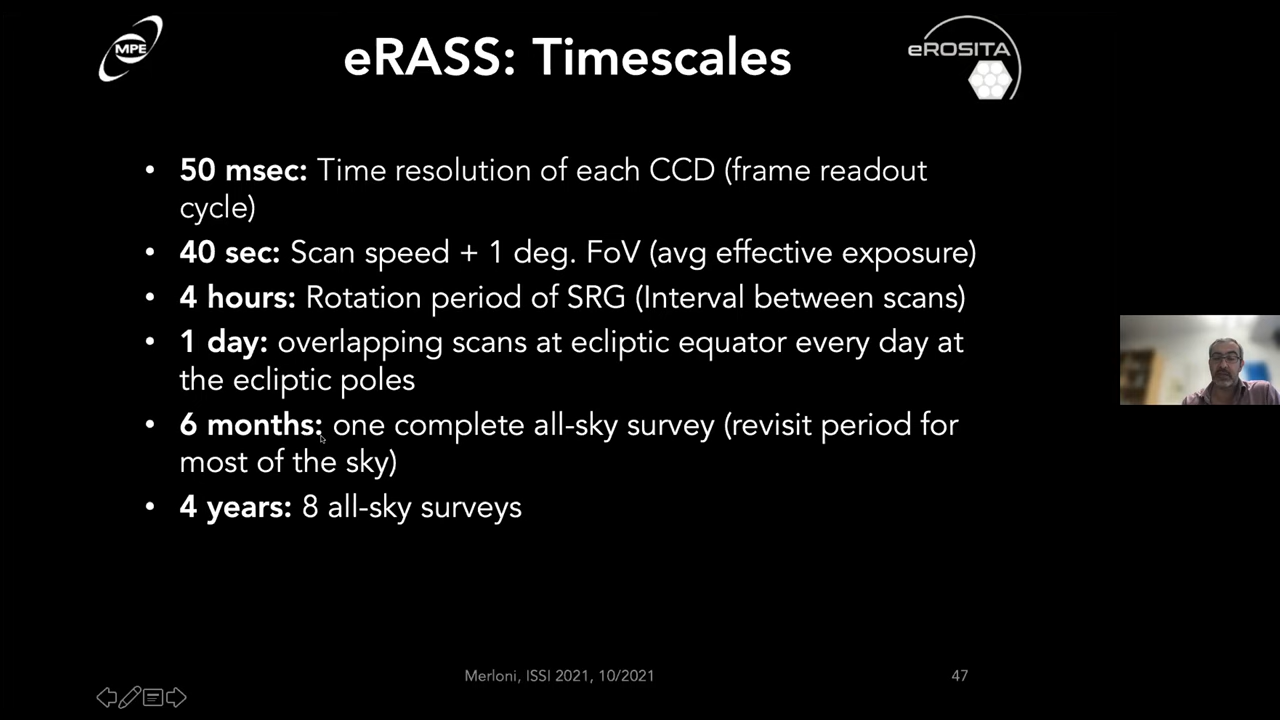 MPE
eRASS: Timescales
eROSITA
• 50 msec: Time resolution of each CCD (frame readout
cycle)
• 40 sec: Scan speed + 1 deg. FoV (avg effective exposure)
• 4 hours: Rotation period of SRG (Interval between scans)
• 1 day: overlapping scans at ecliptic equator every day at
the ecliptic poles
• 6 months: one complete all-sky survey (revisit period for
most of the sky)
• 4 years: 8 all-sky surveys
Merloni, ISSI 2021, 10/2021
47